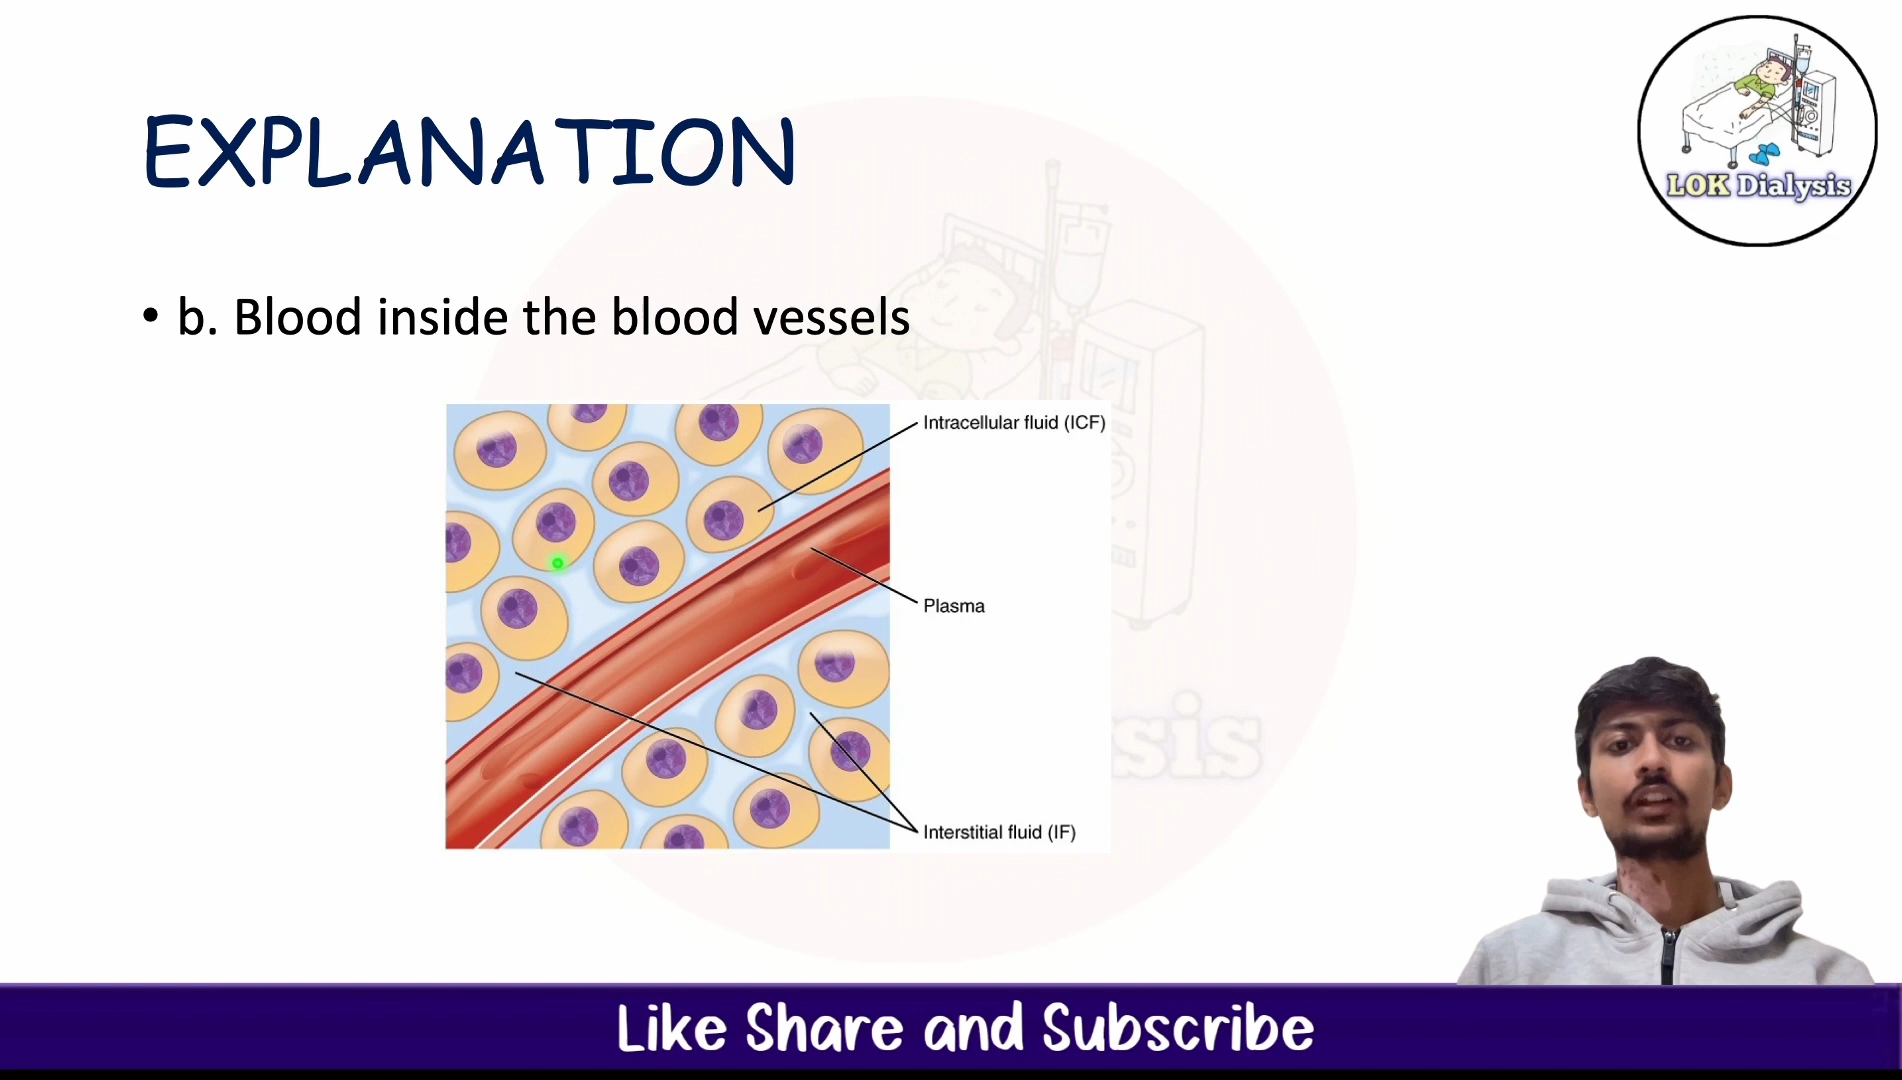 EXPLANATION
LOK Dialysis
• b. Blood inside the blood vessels
Intracellular fluid (ICF)
Plasma
sis
Interstitial fluid (IF)
Like Share and Subscribe